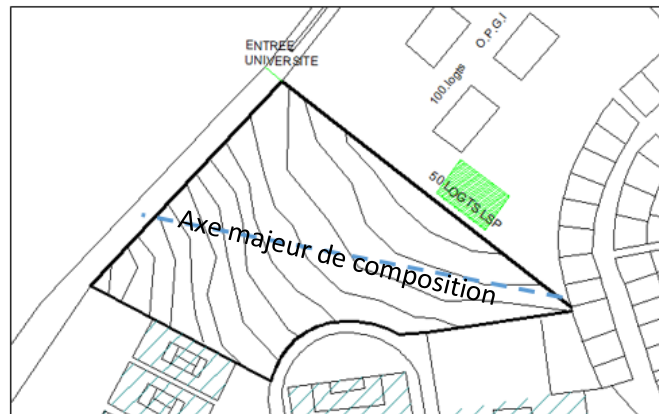 ENTREE
UNIVERSITE
O.P.G.I
100.logts
50 LOGTS LSP
Axe majeur de composition